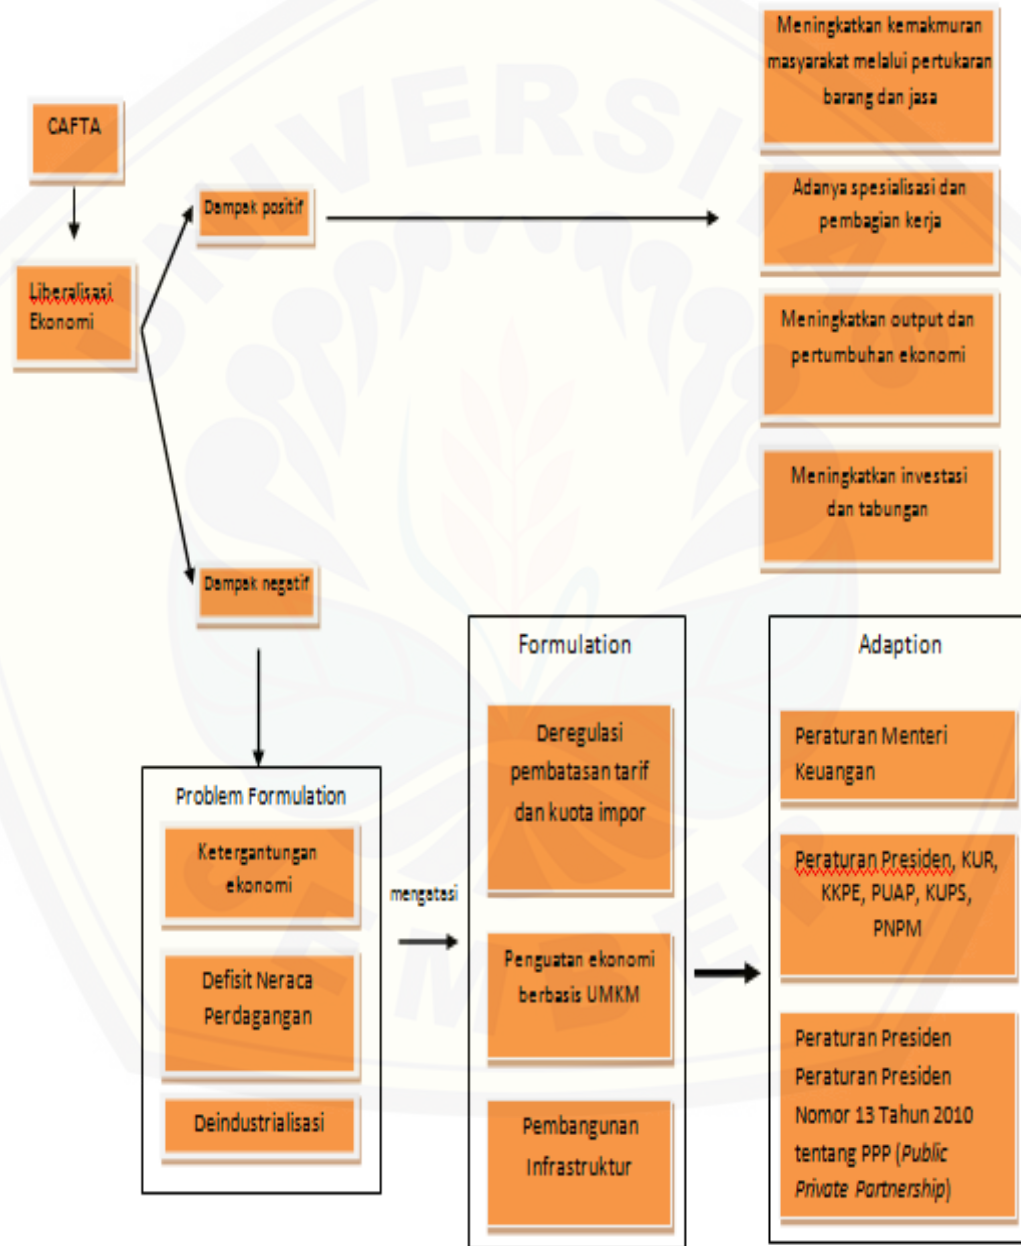 CAFTA
Liberalisasi
Ekonomi
Dampak positif
Meningkatkan kemakmuran
masyarakat melalui pertukaran
barang dan jasa
Adanya spesialisasi dan
pembagian kerja
Meningkatkan output dan
pertumbuhan ekonomi
Meningkatkan investasi
dan tabungan
Dampak negatif
Problem Formulation
Ketergantungan
ekonomi
Defisit Neraca
Perdagangan
Deindustrialisasi
mengatasi
Formulation
Deregulasi
pembatasan tarif
dan kuota impor
Penguatan ekonomi
berbasis UMKM
Pembangunan
Infrastruktur
Adaption
Peraturan Menteri
Keuangan
Peraturan Presiden, KUR,
KKPE, PUAP, KUPS,
PNPM
Peraturan Presiden
Peraturan Presiden
Nomor 13 Tahun 2010
tentang PPP (Public
Private Partnership)
UNIVERSITAS
JEMBER